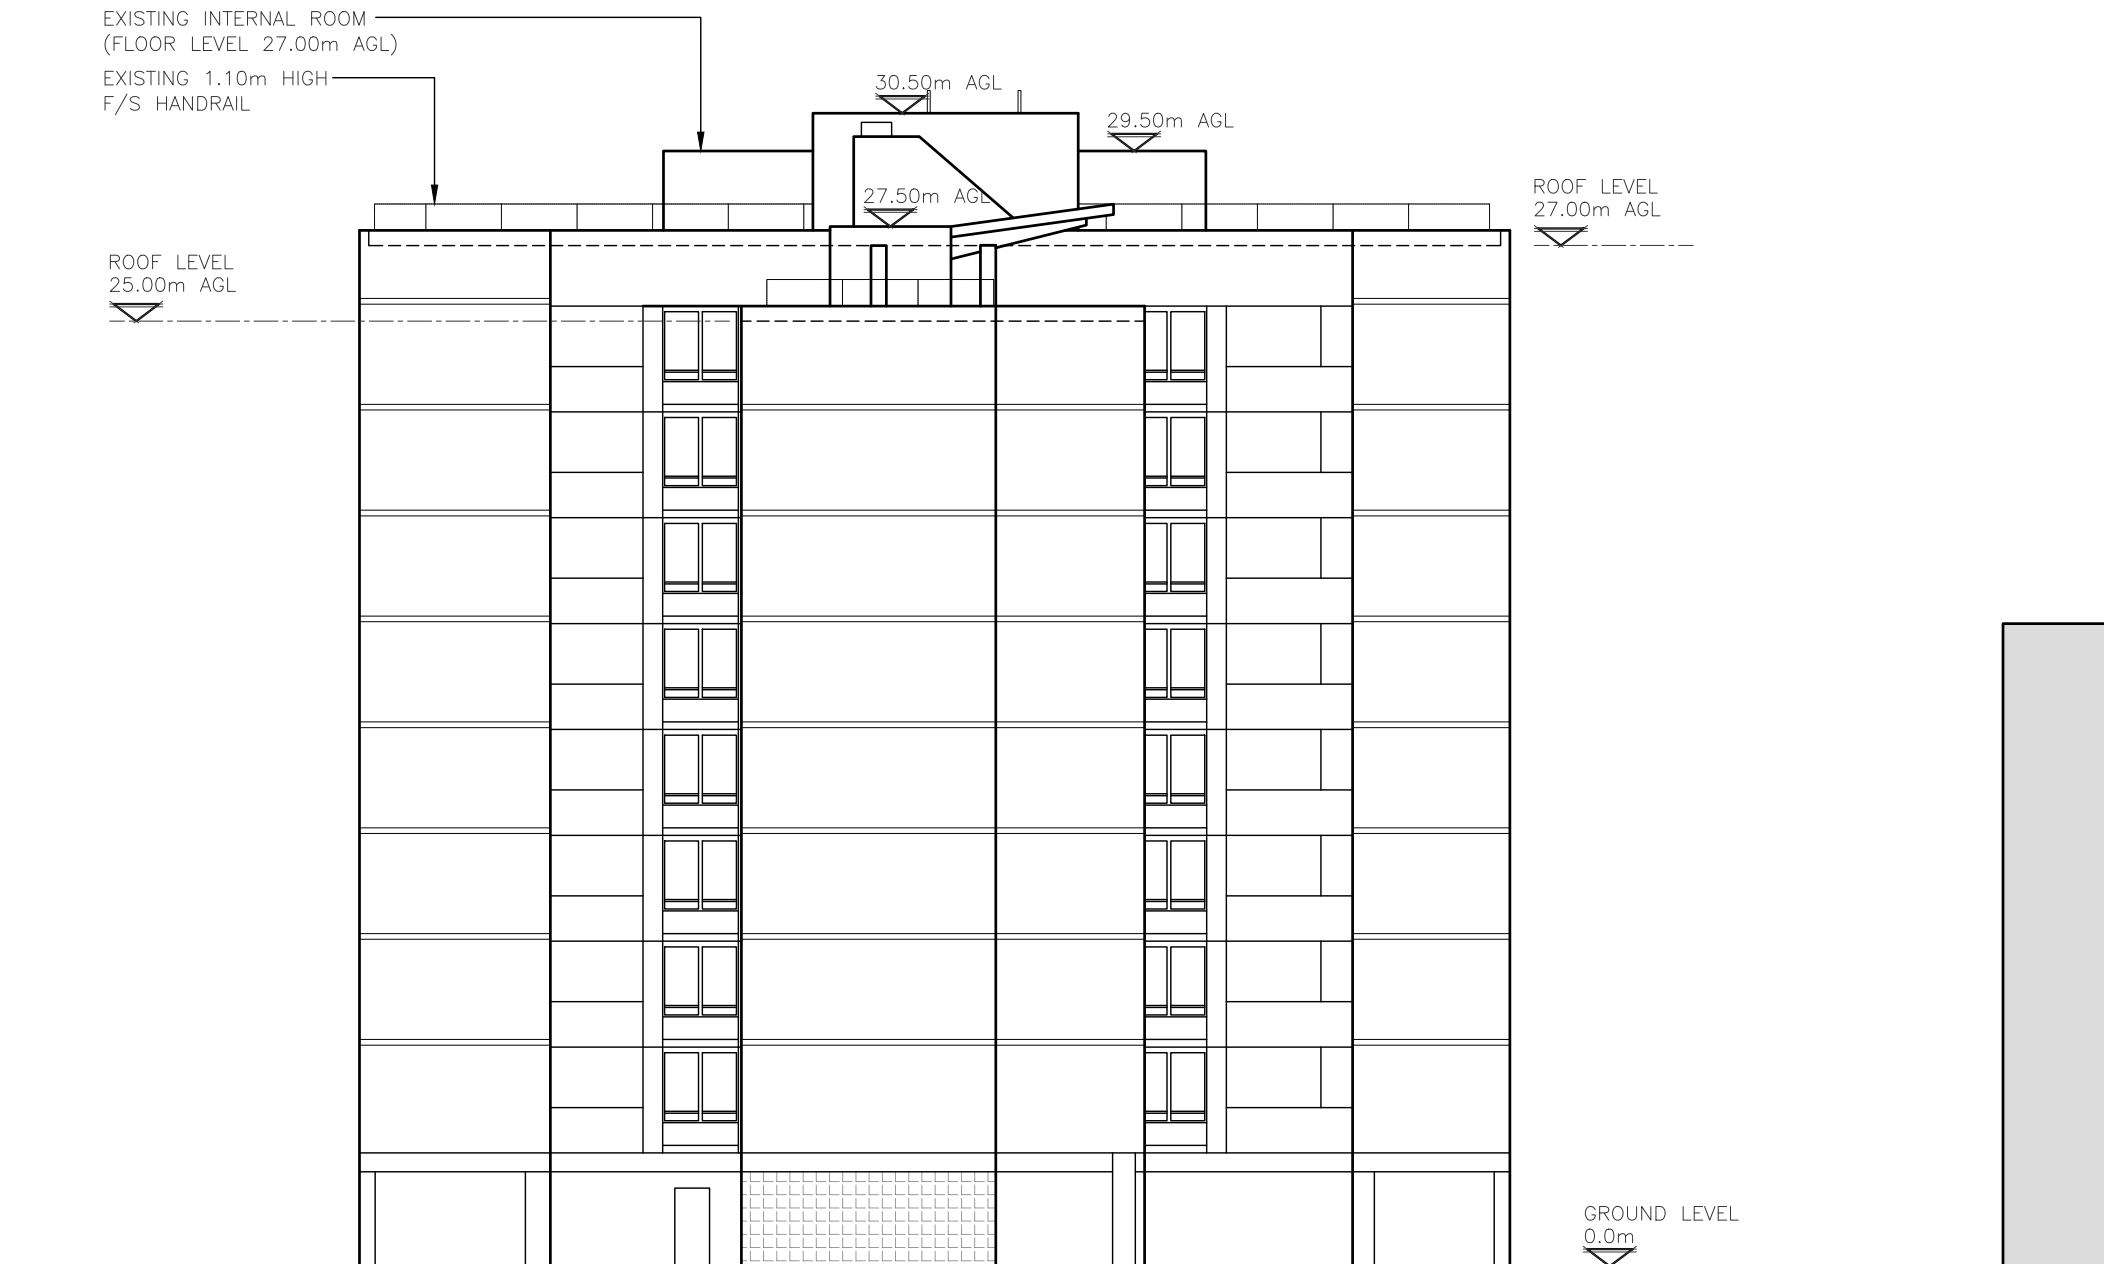 EXISTING INTERNAL ROOM
(FLOOR LEVEL 27.00m AGL)
EXISTING 1.10m HIGH
F/S HANDRAIL
30.50m AGL
29.50m AGL
27.50m AGL
ROOF LEVEL
27.00m AGL
ROOF LEVEL
25.00m AGL
GROUND LEVEL
0.0m